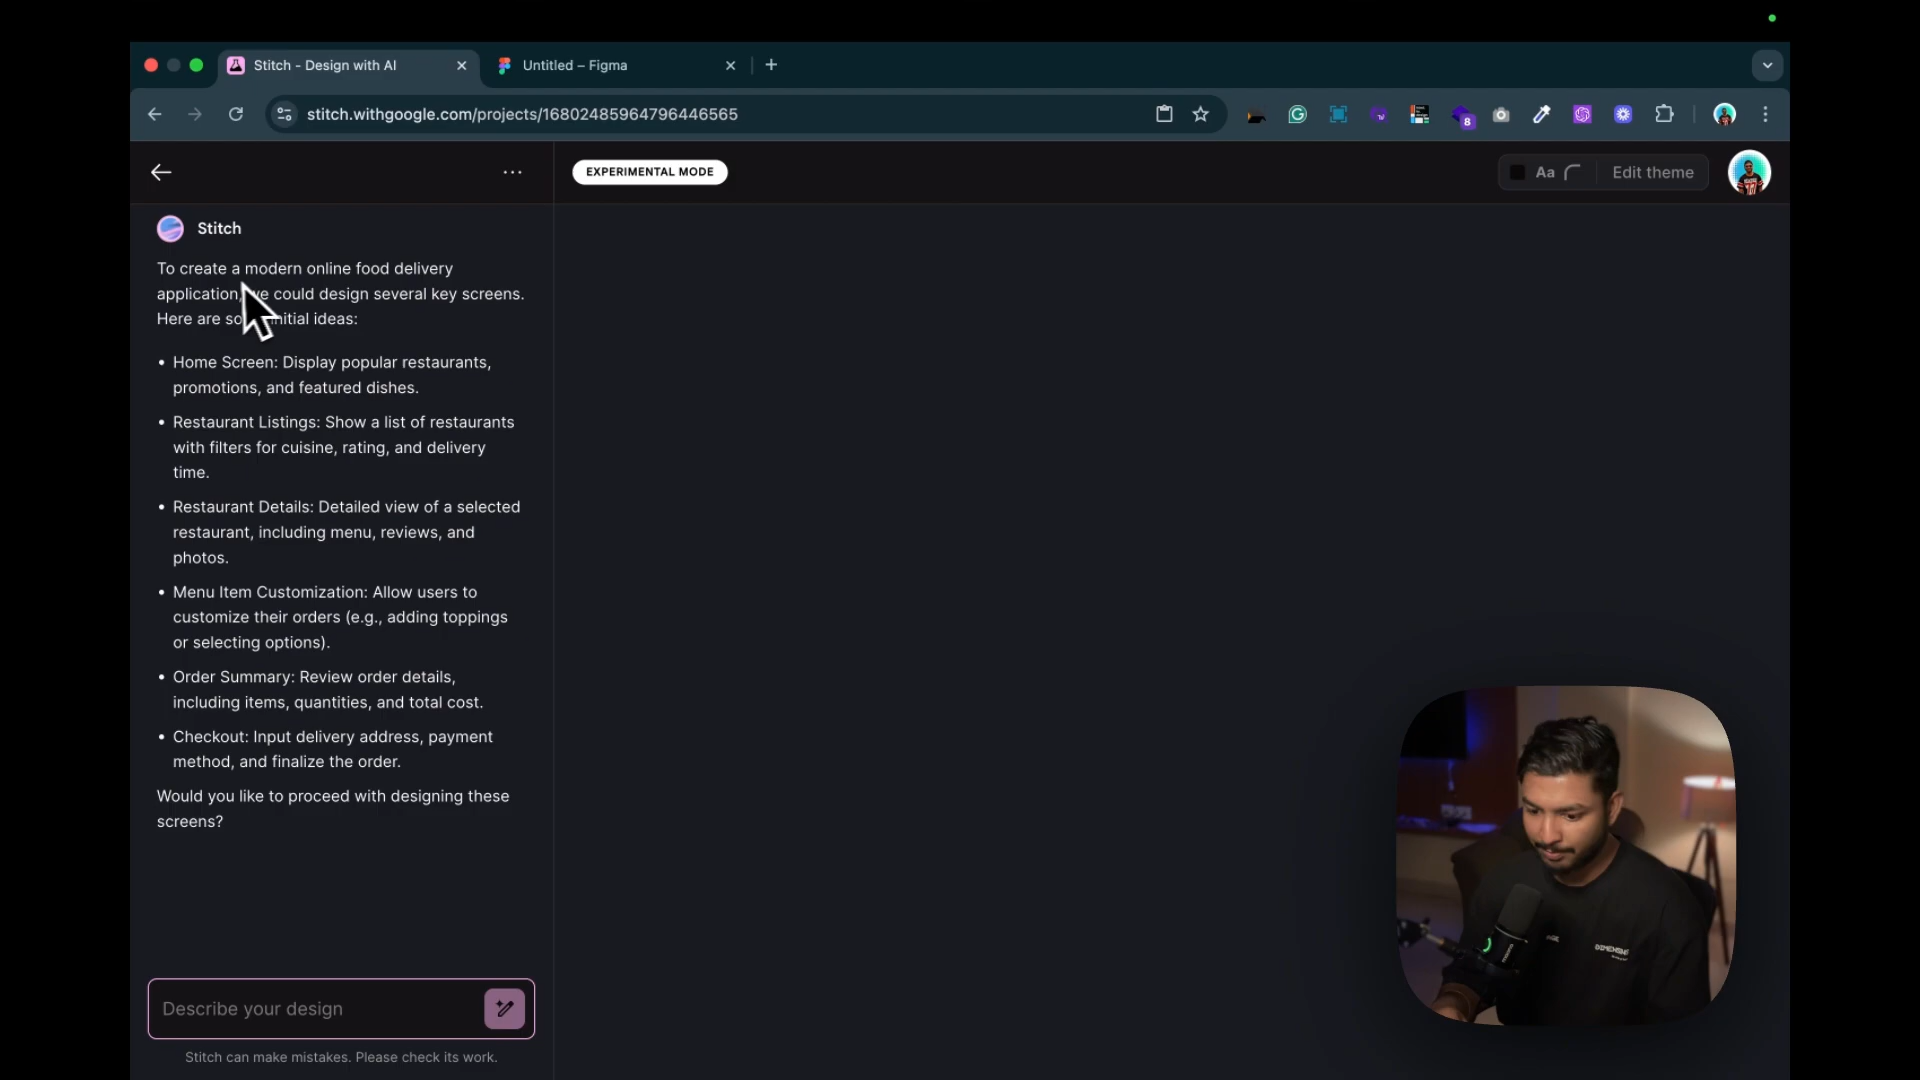 Stitch - Design with AI
Untitled – Figma
stitch.withgoogle.com/projects/16802485964796446565
8
EXPERIMENTAL MODE
Aa
Edit theme
Stitch
To create a modern online food delivery
application, we could design several key screens.
Here are so initial ideas:
• Home Screen: Display popular restaurants,
promotions, and featured dishes.
• Restaurant Listings: Show a list of restaurants
with filters for cuisine, rating, and delivery
time.
• Restaurant Details: Detailed view of a selected
restaurant, including menu, reviews, and
photos.
• Menu Item Customization: Allow users to
customize their orders (e.g., adding toppings
or selecting options).
• Order Summary: Review order details,
including items, quantities, and total cost.
• Checkout: Input delivery address, payment
method, and finalize the order.
Would you like to proceed with designing these
screens?
Describe your design
Stitch can make mistakes. Please check its work.